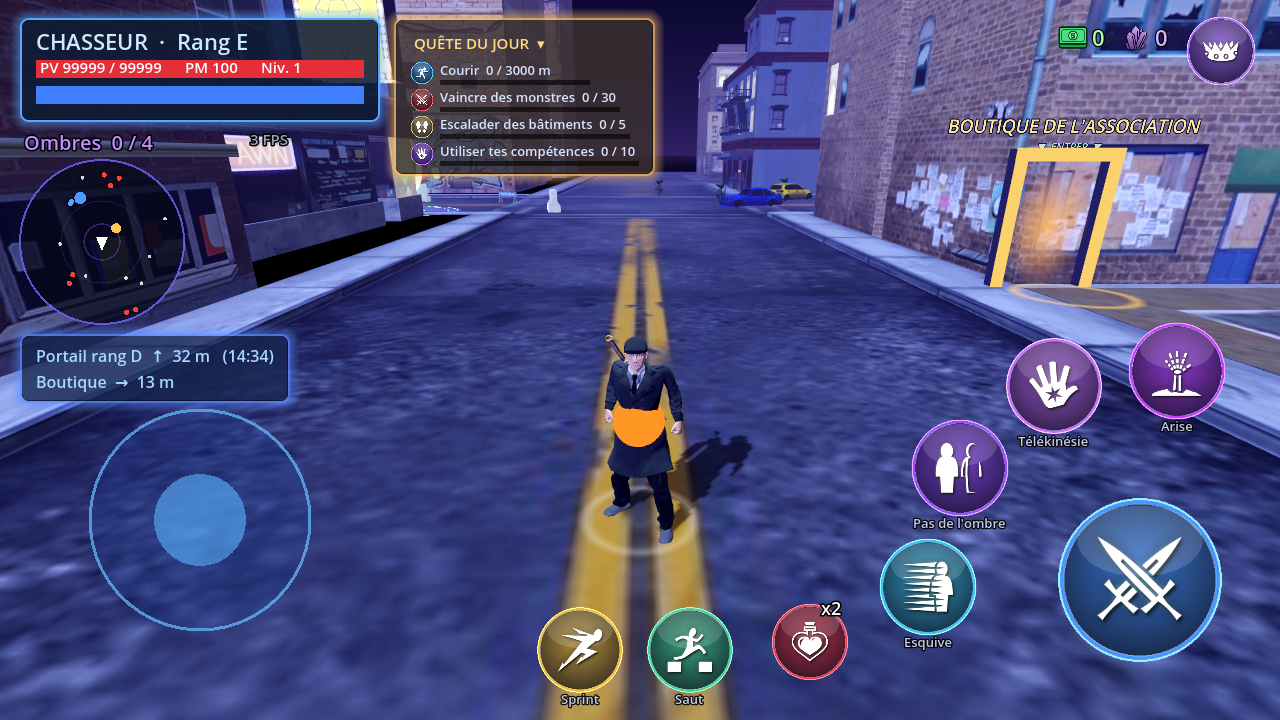 CHASSEUR · Rang E
PV 99999 / 99999 PM 100 Niv. 1
Ombres 0 / 4
3 FPS
AWN
QUÊTE DU JOUR ▼
Courir 0 / 3000 m
Vaincre des monstres 0 / 30
Escalader des bâtiments 0 / 5
Utiliser tes compétences 0 / 10
0 0
BOUTIQUE DE L'ASSOCIATION
▼ ENTRER ▼
Portail rang D ↑ 32 m (14:34)
Boutique → 13 m
Télékinésie
Arise
Pas de l'ombre
Esquive
x2
Sprint
Saut